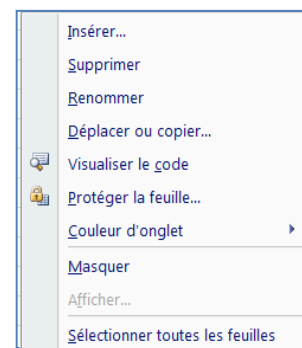 Insérer...
Supprimer
Renommer
Déplacer ou copier...
Visualiser le code
Protéger la feuille...
Couleur d'onglet
Masquer
Afficher...
Sélectionner toutes les feuilles